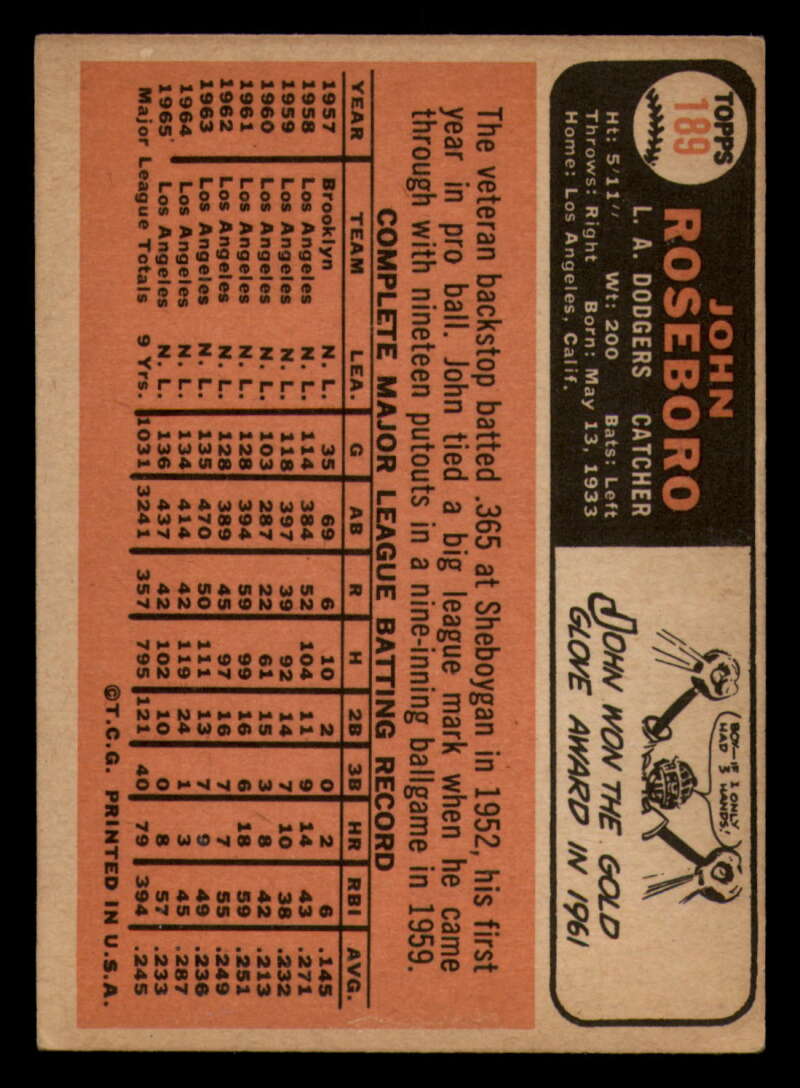 TOPPS
189
JOHN
ROSEBORO
L. A. DODGERS CATCHER
Ht: 5'11" Wt: 200 Bats: Left
Throws: Right Born: May 13, 1933
Home: Los Angeles, Calif.
BOY—IF I ONLY
HAD 3 HANDS!
JOHN WON THE GOLD
GLOVE AWARD IN 1961
The veteran backstop batted .365 at Sheboygan in 1952, his first
year in pro ball. John tied a big league mark when he came
through with nineteen putouts in a nine-inning ballgame in 1959.
COMPLETE MAJOR LEAGUE BATTING RECORD
YEAR TEAM LEA. G AB R H 2B 3B HR RBI AVG.
1957 Brooklyn N. L. 35 69 6 10 2 0 2 6 .145
1958 Los Angeles N. L. 114 384 52 104 11 9 14 43 .271
1959 Los Angeles N. L. 118 397 39 92 14 7 10 38 .232
1960 Los Angeles N. L. 103 287 22 61 15 3 8 42 .213
1961 Los Angeles N. L. 128 394 59 99 16 6 18 59 .251
1962 Los Angeles N. L. 128 389 45 97 16 7 7 55 .249
1963 Los Angeles N. L. 135 470 50 111 13 7 9 49 .236
1964 Los Angeles N. L. 134 414 42 119 24 1 3 45 .287
1965 Los Angeles N. L. 136 437 42 102 10 0 8 57 .233
Major League Totals 9 Yrs. 1031 3241 357 795 121 40 79 394 .245
©T.C.G. PRINTED IN U.S.A.